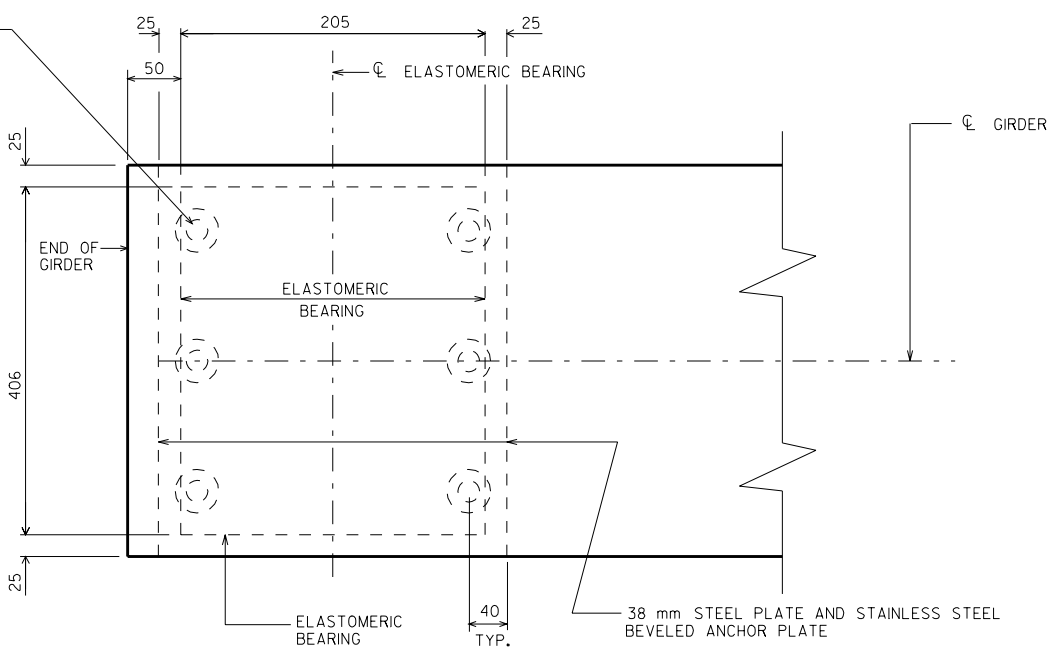 25
205
25
50
℄ ELASTOMERIC BEARING
℄ GIRDER
25
END OF
GIRDER
ELASTOMERIC
BEARING
406
25
ELASTOMERIC
BEARING
40
TYP.
38 mm STEEL PLATE AND STAINLESS STEEL
BEVELED ANCHOR PLATE